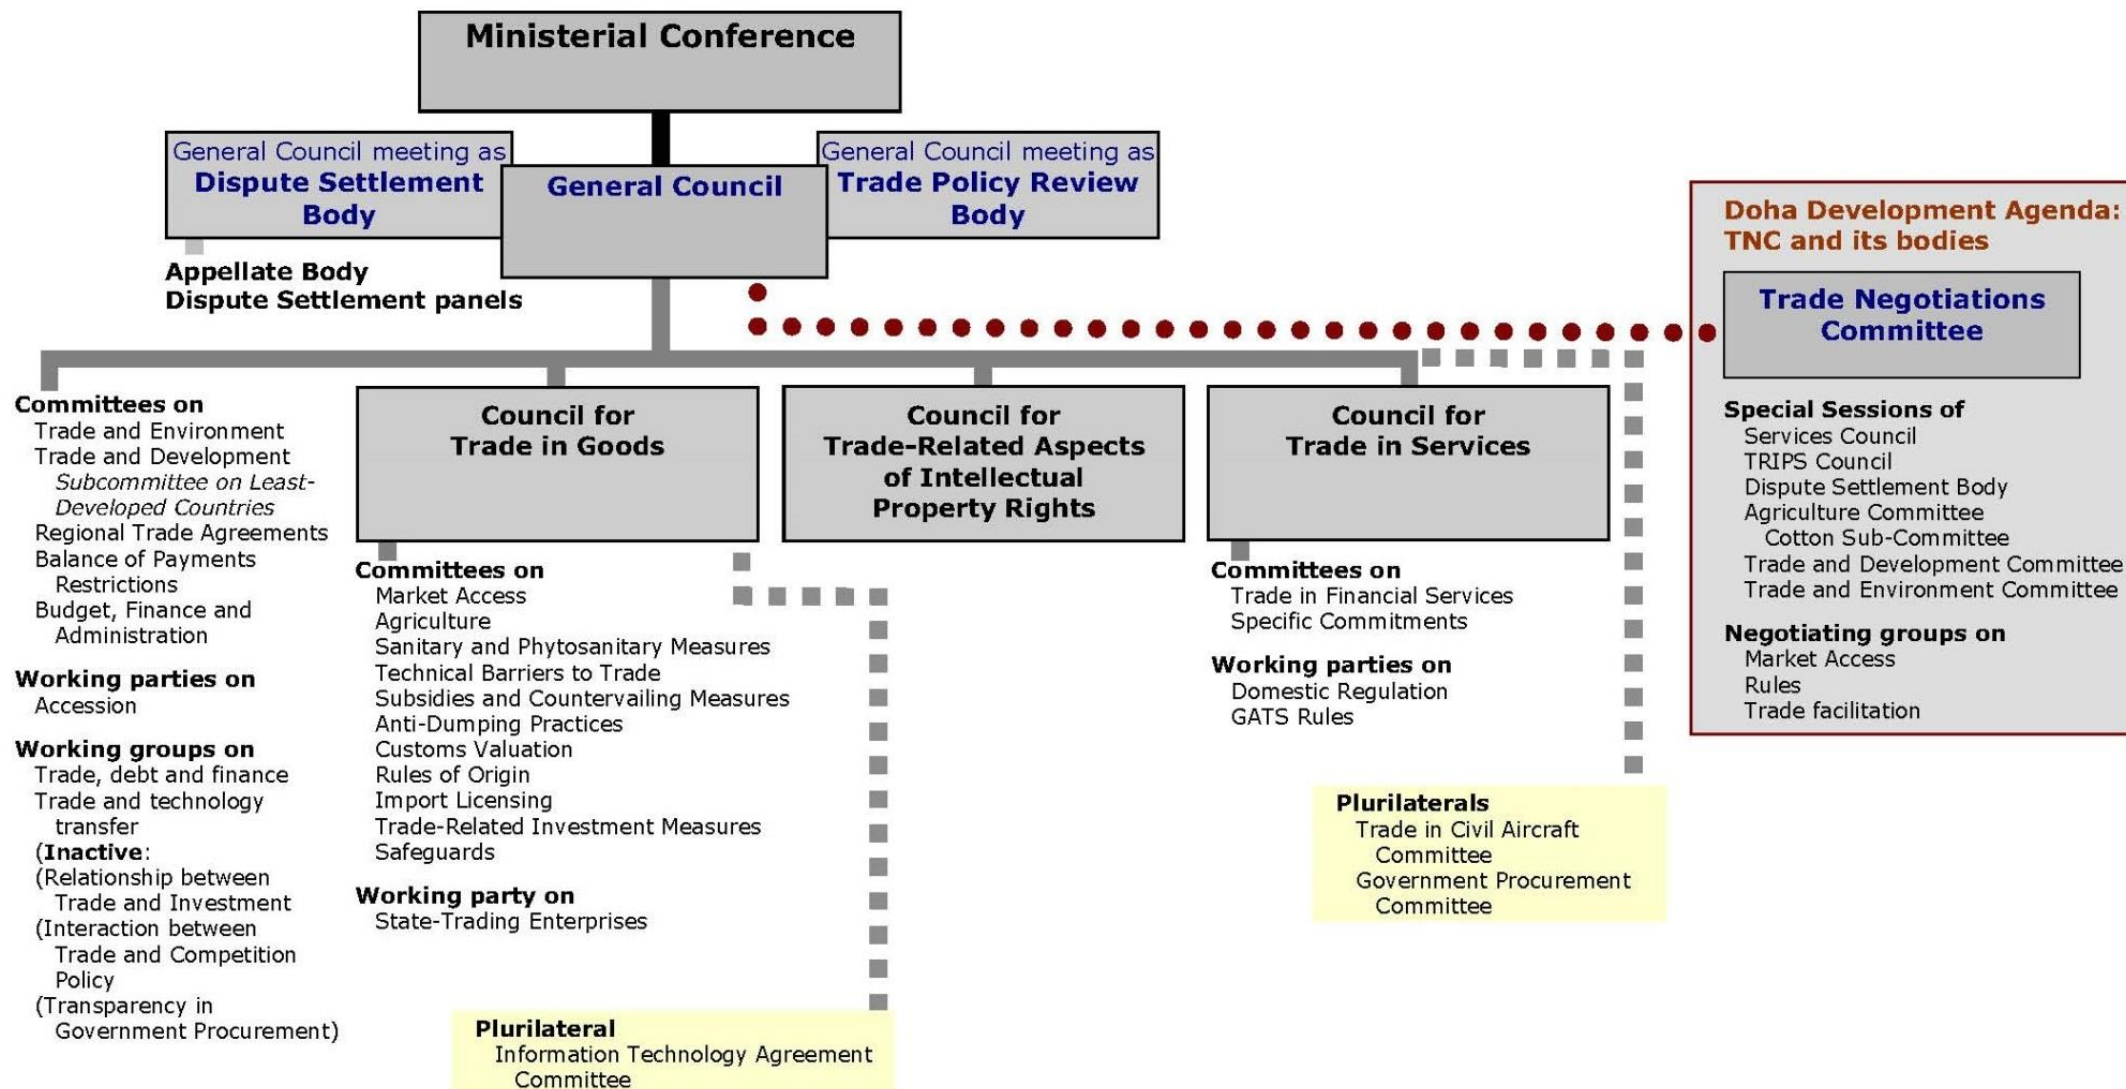 Ministerial Conference
General Council meeting as
Dispute Settlement
Body
General Council
General Council meeting as
Trade Policy Review
Body
Appellate Body
Dispute Settlement panels
Doha Development Agenda:
TNC and its bodies
Trade Negotiations
Committee
Special Sessions of
Services Council
TRIPS Council
Dispute Settlement Body
Agriculture Committee
Cotton Sub-Committee
Trade and Development Committee
Trade and Environment Committee
Negotiating groups on
Market Access
Rules
Trade facilitation
Committees on
Trade and Environment
Trade and Development
Subcommittee on Least-
Developed Countries
Regional Trade Agreements
Balance of Payments
Restrictions
Budget, Finance and
Administration
Working parties on
Accession
Working groups on
Trade, debt and finance
Trade and technology
transfer
(Inactive:
(Relationship between
Trade and Investment
(Interaction between
Trade and Competition
Policy
(Transparency in
Government Procurement)
Council for
Trade in Goods
Committees on
Market Access
Agriculture
Sanitary and Phytosanitary Measures
Technical Barriers to Trade
Subsidies and Countervailing Measures
Anti-Dumping Practices
Customs Valuation
Rules of Origin
Import Licensing
Trade-Related Investment Measures
Safeguards
Working party on
State-Trading Enterprises
Plurilateral
Information Technology Agreement
Committee
Council for
Trade-Related Aspects
of Intellectual
Property Rights
Council for
Trade in Services
Committees on
Trade in Financial Services
Specific Commitments
Working parties on
Domestic Regulation
GATS Rules
Plurilaterals
Trade in Civil Aircraft
Committee
Government Procurement
Committee